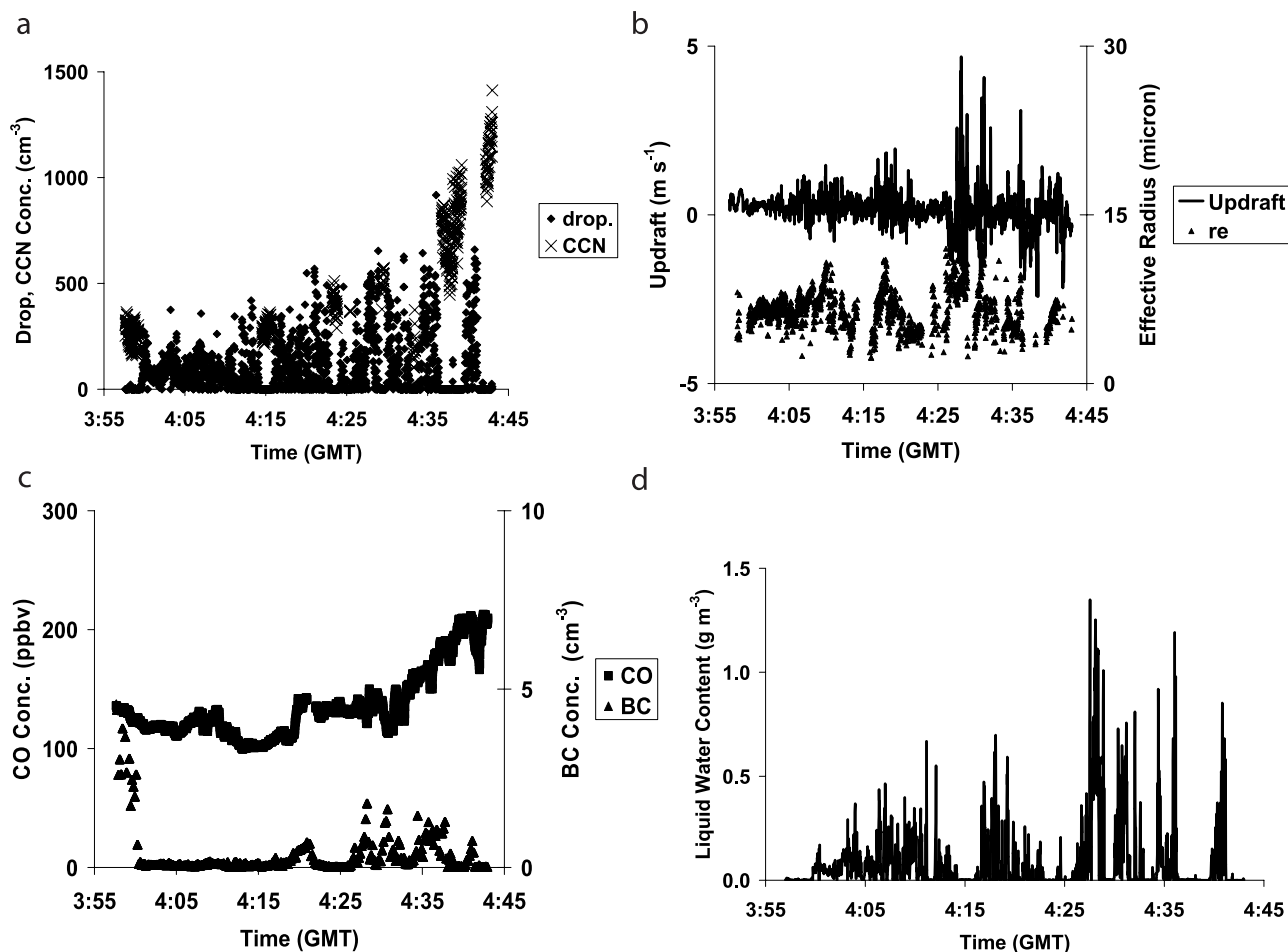 a
1500
1000
500
0
3:55 4:05 4:15 4:25 4:35 4:45
Drop, CCN Conc. (cm-3)
Time (GMT)
drop.
CCN
b
5
0
-5
30
15
0
3:55 4:05 4:15 4:25 4:35 4:45
Updraft (m s-1)
Effective Radius (micron)
Time (GMT)
Updraft
re
c
300
200
100
0
10
5
0
3:55 4:05 4:15 4:25 4:35 4:45
CO Conc. (ppbv)
BC Conc. (cm-3)
Time (GMT)
CO
BC
d
1.5
1.0
0.5
0.0
3:55 4:05 4:15 4:25 4:35 4:45
Liquid Water Content (g m-3)
Time (GMT)